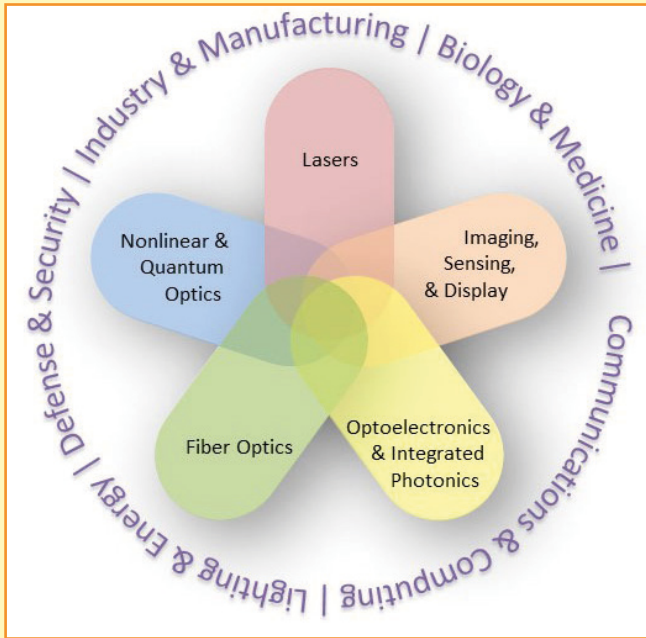 Industry & Manufacturing | Biology & Medicine | Communications & Computing | Lighting & Energy | Defense & Security |
Lasers
Nonlinear &
Quantum
Optics
Imaging,
Sensing,
& Display
Fiber Optics
Optoelectronics
& Integrated
Photonics